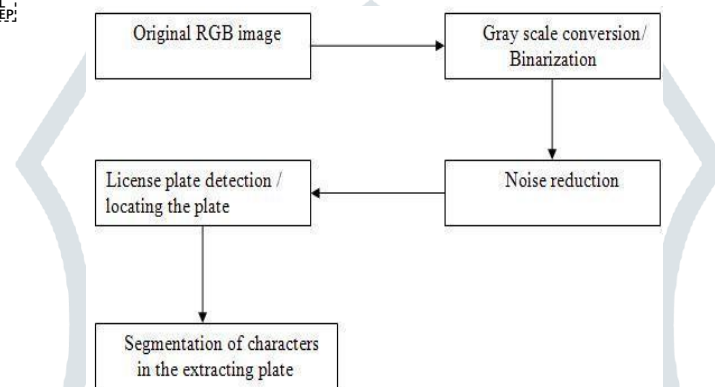 EP
Original RGB image
Gray scale conversion/
Binarization
License plate detection /
locating the plate
Noise reduction
Segmentation of characters
in the extracting plate